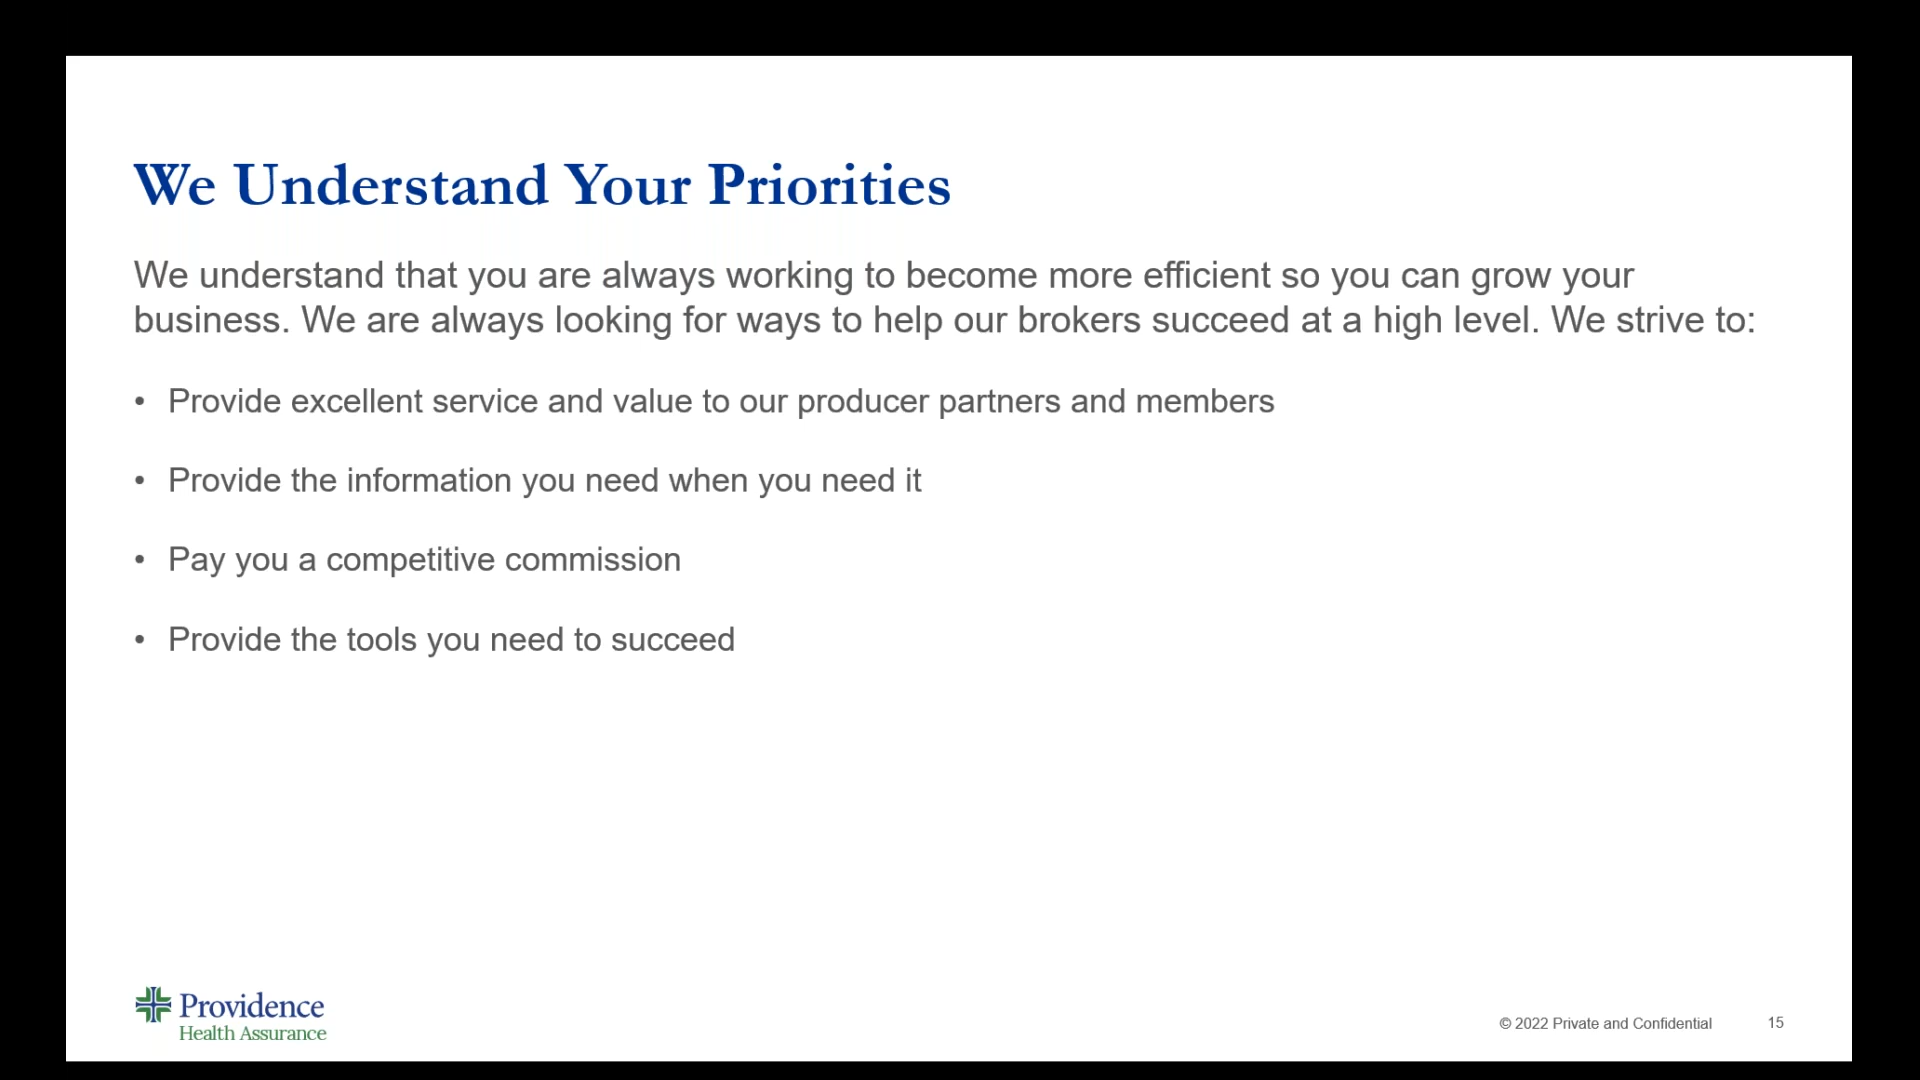 We Understand Your Priorities
We understand that you are always working to become more efficient so you can grow your
business. We are always looking for ways to help our brokers succeed at a high level. We strive to:
• Provide excellent service and value to our producer partners and members
• Provide the information you need when you need it
• Pay you a competitive commission
• Provide the tools you need to succeed
Providence
Health Assurance
© 2022 Private and Confidential 15